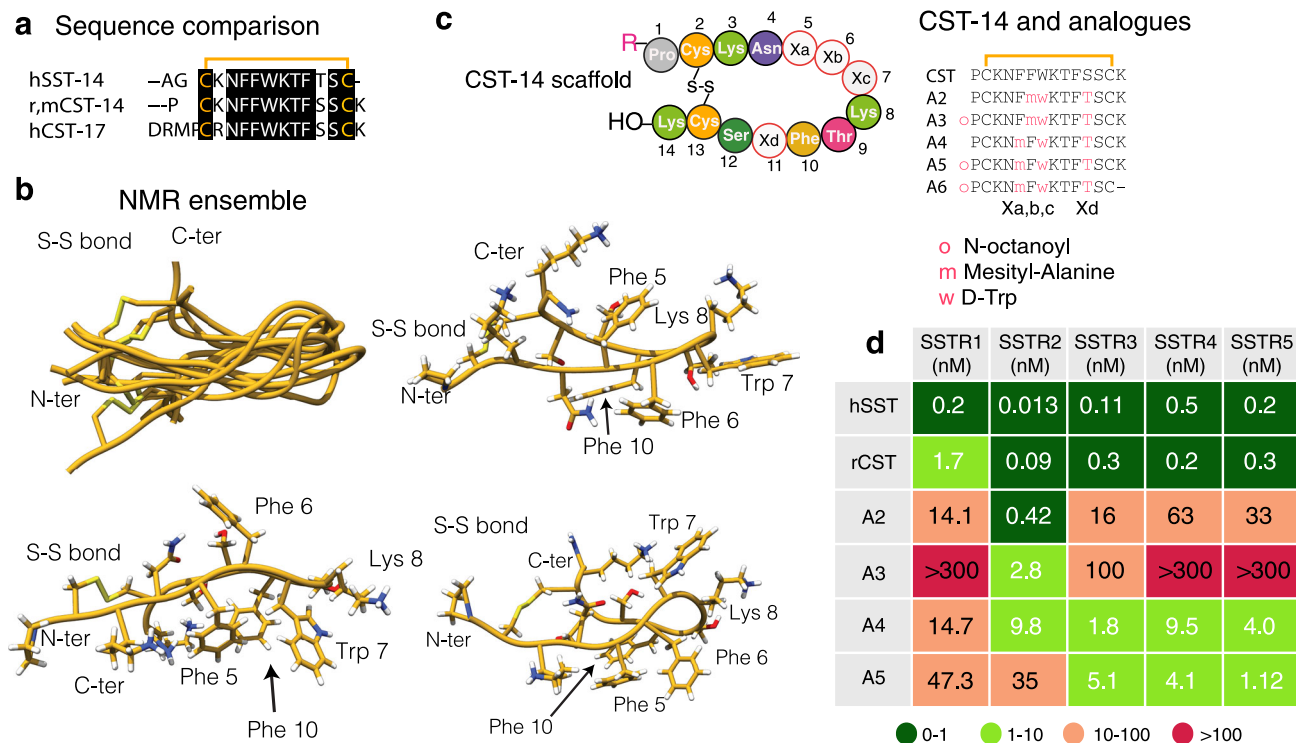 a Sequence comparison
hSST-14 –AG CKNFFWKTFTSC-
r,mCST-14 –-P CKNFFWKTFSSCK
hCST-17 DRMPCRNFFWKTFSSCK
b NMR ensemble
S-S bond
C-ter
N-ter
C-ter
Phe 5
Lys 8
S-S bond
N-ter
Trp 7
Phe 6
Phe 10
Phe 6
S-S bond
Lys 8
N-ter
Trp 7
C-ter
Phe 5
Phe 10
S-S bond
Trp 7
C-ter
Lys 8
N-ter
Phe 6
Phe 5
Phe 10
c
CST-14 scaffold
1 2 3 4 5 6 7
R Pro Cys Lys Asn Xa Xb Xc
S-S
HO Lys Cys Ser Xd Phe Thr Lys
14 13 12 11 10 9 8
CST-14 and analogues
CST PCKNFFWKTFSSCK
A2 PCKNFmwKTFTSCK
A3 oPCKNFmwKTFTSCK
A4 PCKNmFwKTFTSCK
A5 oPCKNmFwKTFTSCK
A6 oPCKNmFwKTFTSC–
Xa,b,c Xd
o N-octanoyl
m Mesityl-Alanine
w D-Trp
d SSTR1 SSTR2 SSTR3 SSTR4 SSTR5
(nM) (nM) (nM) (nM) (nM)
hSST 0.2 0.013 0.11 0.5 0.2
rCST 1.7 0.09 0.3 0.2 0.3
A2 14.1 0.42 16 63 33
A3 >300 2.8 100 >300 >300
A4 14.7 9.8 1.8 9.5 4.0
A5 47.3 35 5.1 4.1 1.12
0-1 1-10 10-100 >100